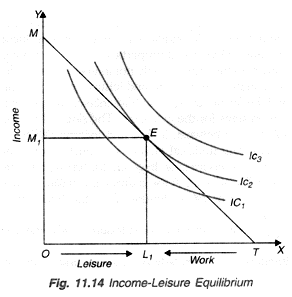 Y
M
Income
M1
E
Ic3
Ic2
IC1
O
Leisure
L1
Work
T
X
Fig. 11.14 Income-Leisure Equilibrium